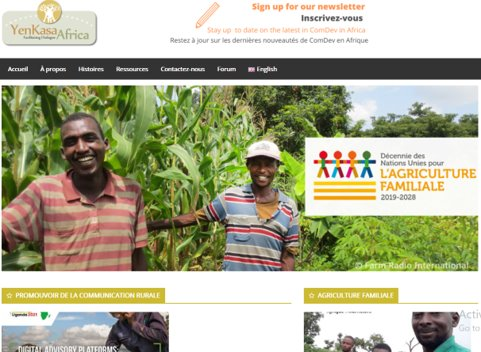 YenKasa Africa
Facilitating Dialogue
Sign up for our newsletter
Inscrivez-vous
Stay up to date on the latest in ComDev in Africa
Restez à jour sur les dernières nouveautés de ComDev en Afrique
Accueil À propos Histoires Ressources Contactez-nous Forum English
Décennie des
Nations Unies pour
L'AGRICULTURE
FAMILIALE
2019-2028
© Farm Radio International
PROMOUVOIR DE LA COMMUNICATION RURALE
AGRICULTURE FAMILIALE
Uganda
DIGITAL ADVISORY PLATFORMS
Activ
Go to